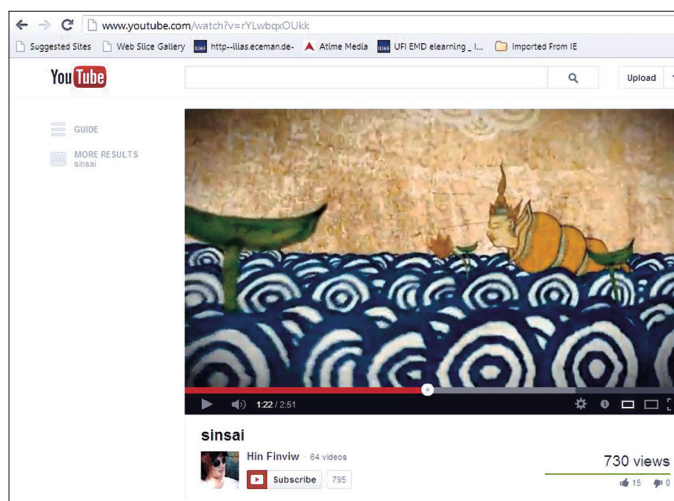 www.youtube.com/watch?v=rYLwbqxOUkk
Suggested Sites Web Slice Gallery http--ilias.eceman.de- Atime Media UFI EMD elearning _ I... Imported From IE
YouTube Upload
GUIDE
MORE RESULTS
sinsai
1:22 / 2:51
sinsai
Hin Finviw · 64 videos
Subscribe 795
730 views
15 0